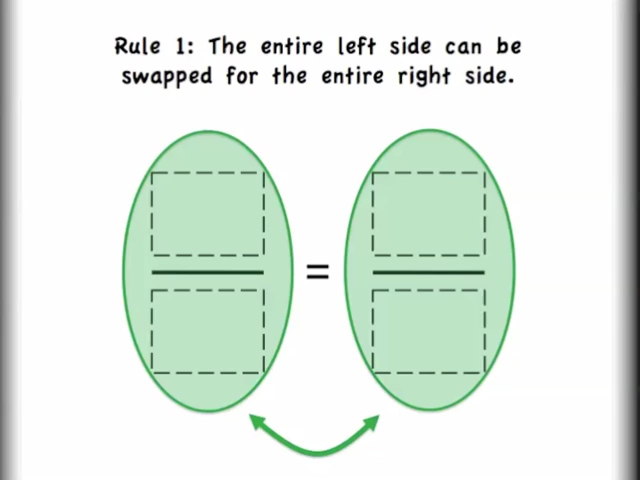 Rule 1: The entire left side can be
swapped for the entire right side.
=